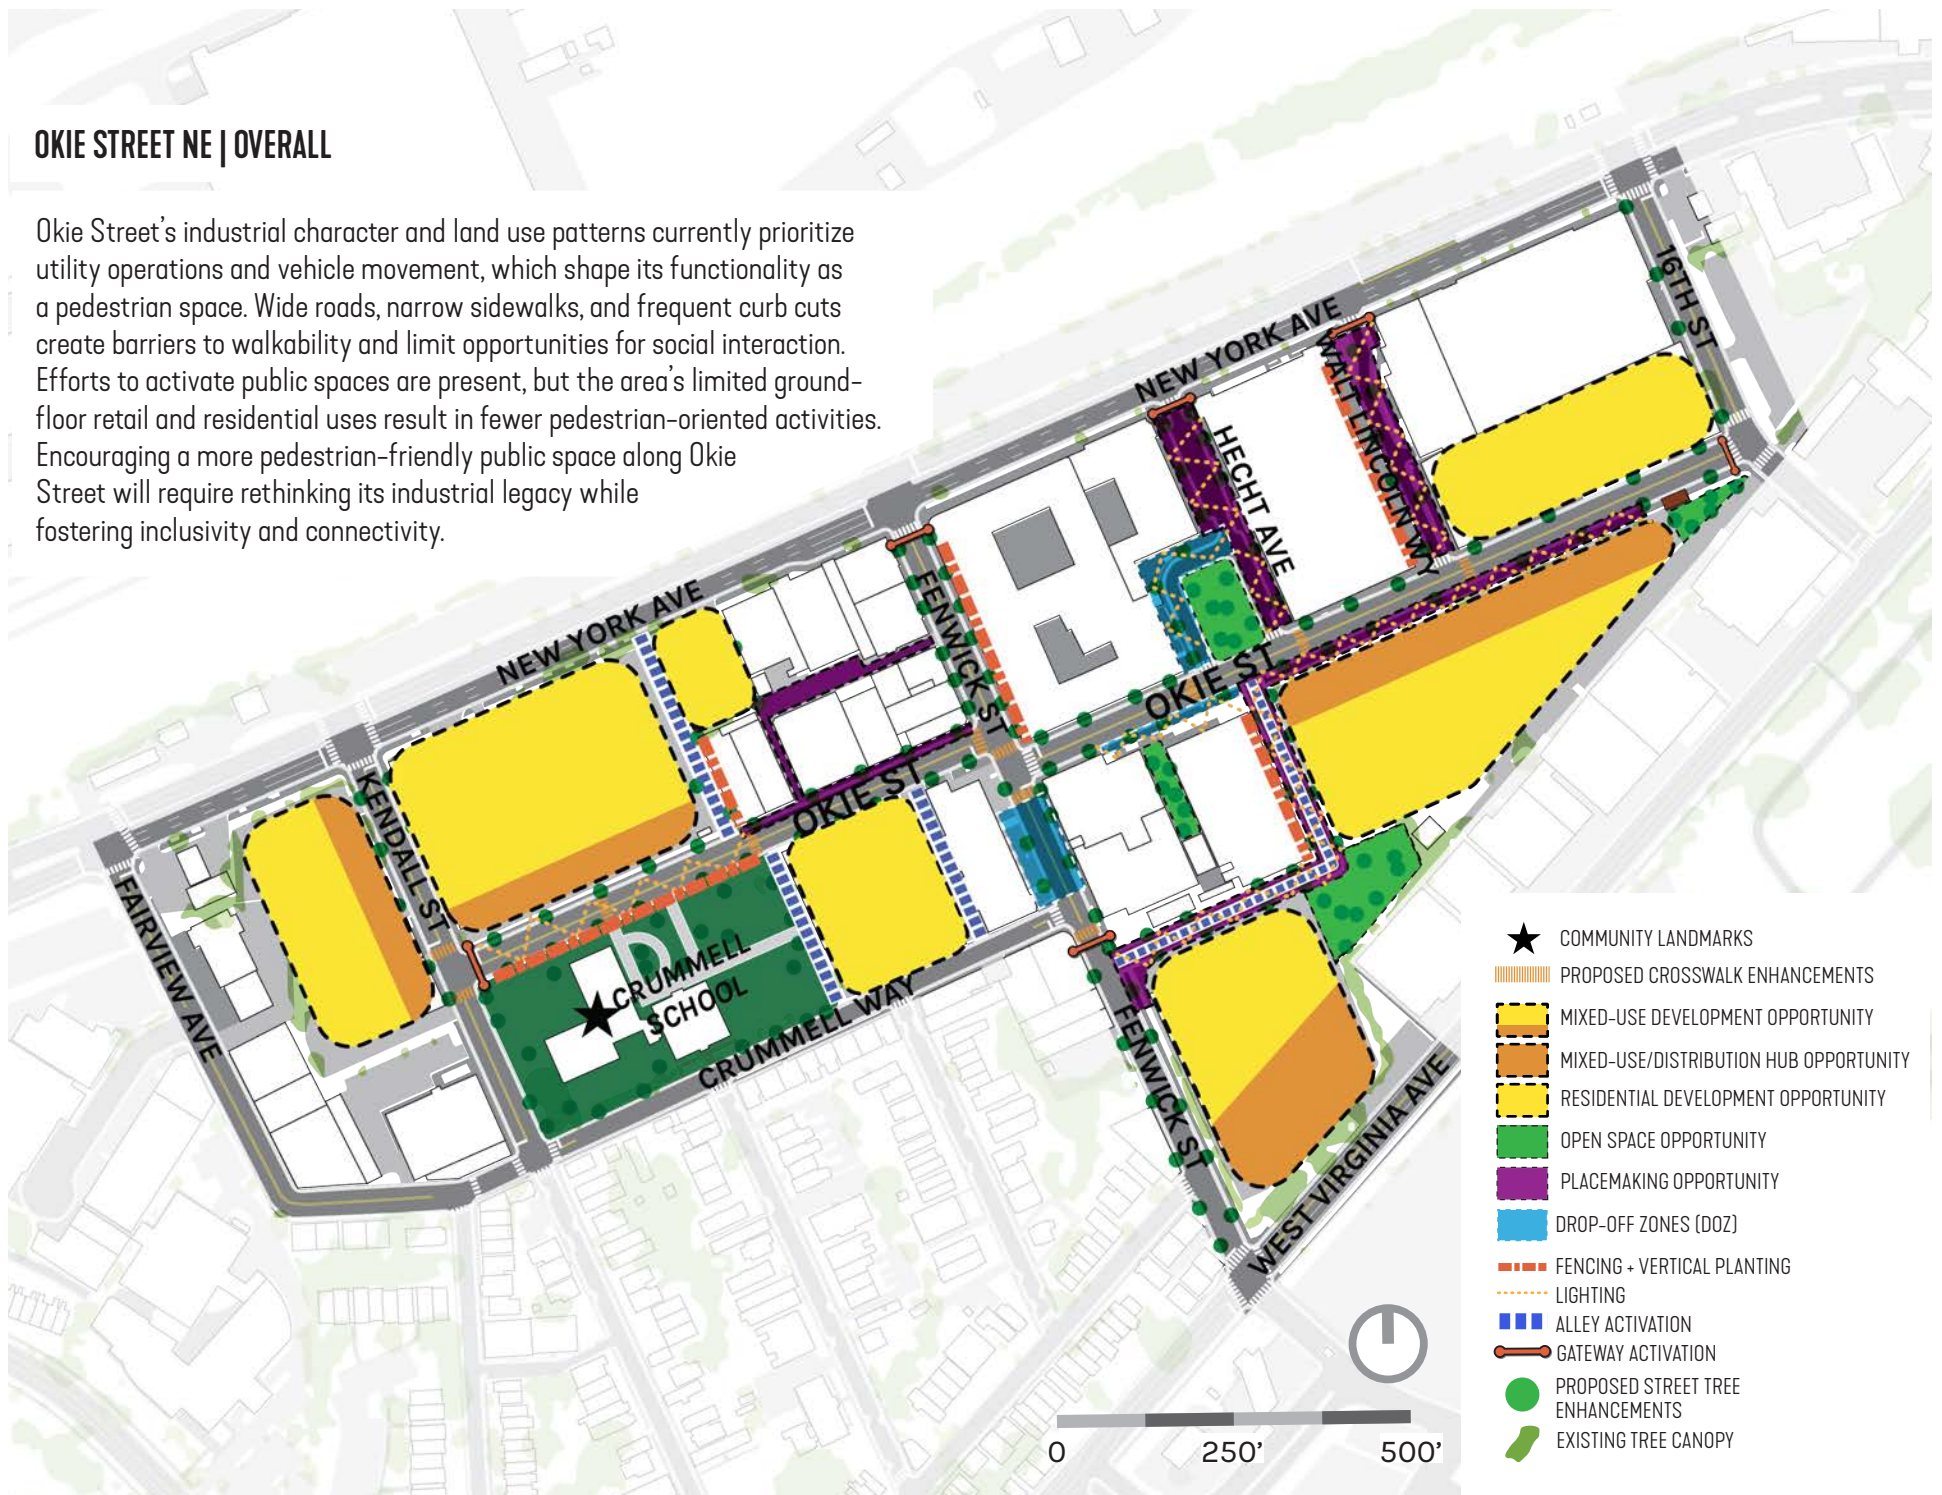 OKIE STREET NE | OVERALL
Okie Street's industrial character and land use patterns currently prioritize
utility operations and vehicle movement, which shape its functionality as
a pedestrian space. Wide roads, narrow sidewalks, and frequent curb cuts
create barriers to walkability and limit opportunities for social interaction.
Efforts to activate public spaces are present, but the area's limited ground-
floor retail and residential uses result in fewer pedestrian-oriented activities.
Encouraging a more pedestrian-friendly public space along Okie
Street will require rethinking its industrial legacy while
fostering inclusivity and connectivity.
16TH ST
NEW YORK AVE
WALT LINCOLN WY
HECHT AVE
FENWICK ST
NEW YORK AVE
OKIE ST
OKIE ST
KENDALL ST
FAIRVIEW AVE
CRUMMELL
SCHOOL
CRUMMELL WAY
FENWICK ST
WEST VIRGINIA AVE
COMMUNITY LANDMARKS
PROPOSED CROSSWALK ENHANCEMENTS
MIXED-USE DEVELOPMENT OPPORTUNITY
MIXED-USE/DISTRIBUTION HUB OPPORTUNITY
RESIDENTIAL DEVELOPMENT OPPORTUNITY
OPEN SPACE OPPORTUNITY
PLACEMAKING OPPORTUNITY
DROP-OFF ZONES (DOZ)
FENCING + VERTICAL PLANTING
LIGHTING
ALLEY ACTIVATION
GATEWAY ACTIVATION
PROPOSED STREET TREE
ENHANCEMENTS
EXISTING TREE CANOPY
0 250' 500'